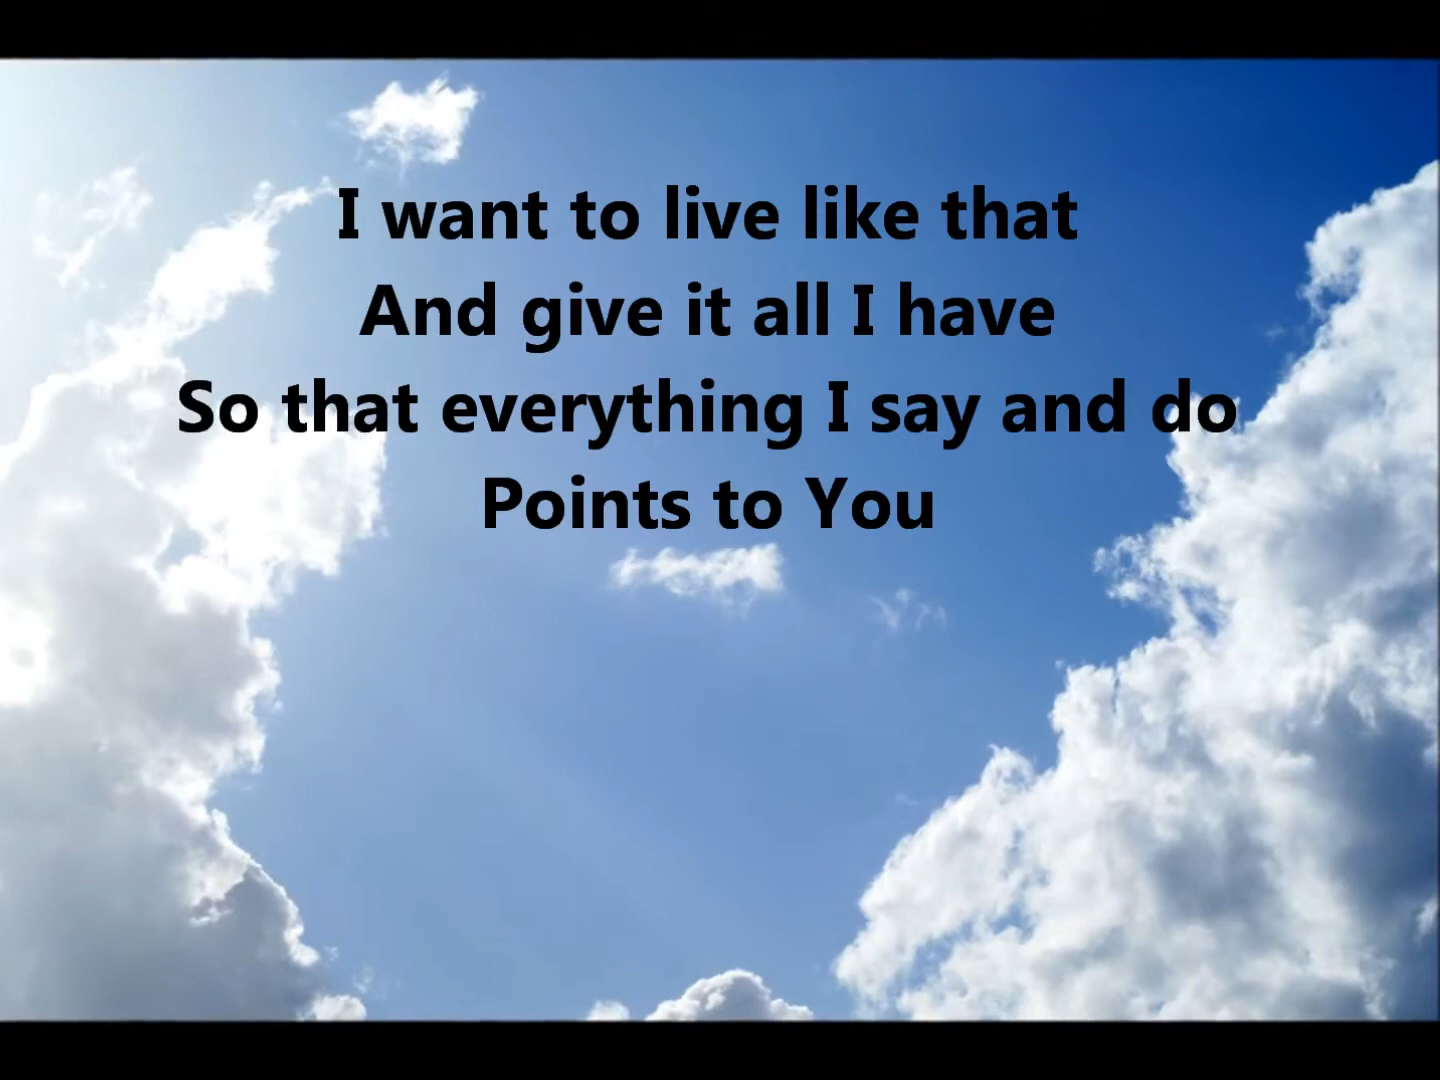 I want to live like that
And give it all I have
So that everything I say and do
Points to You